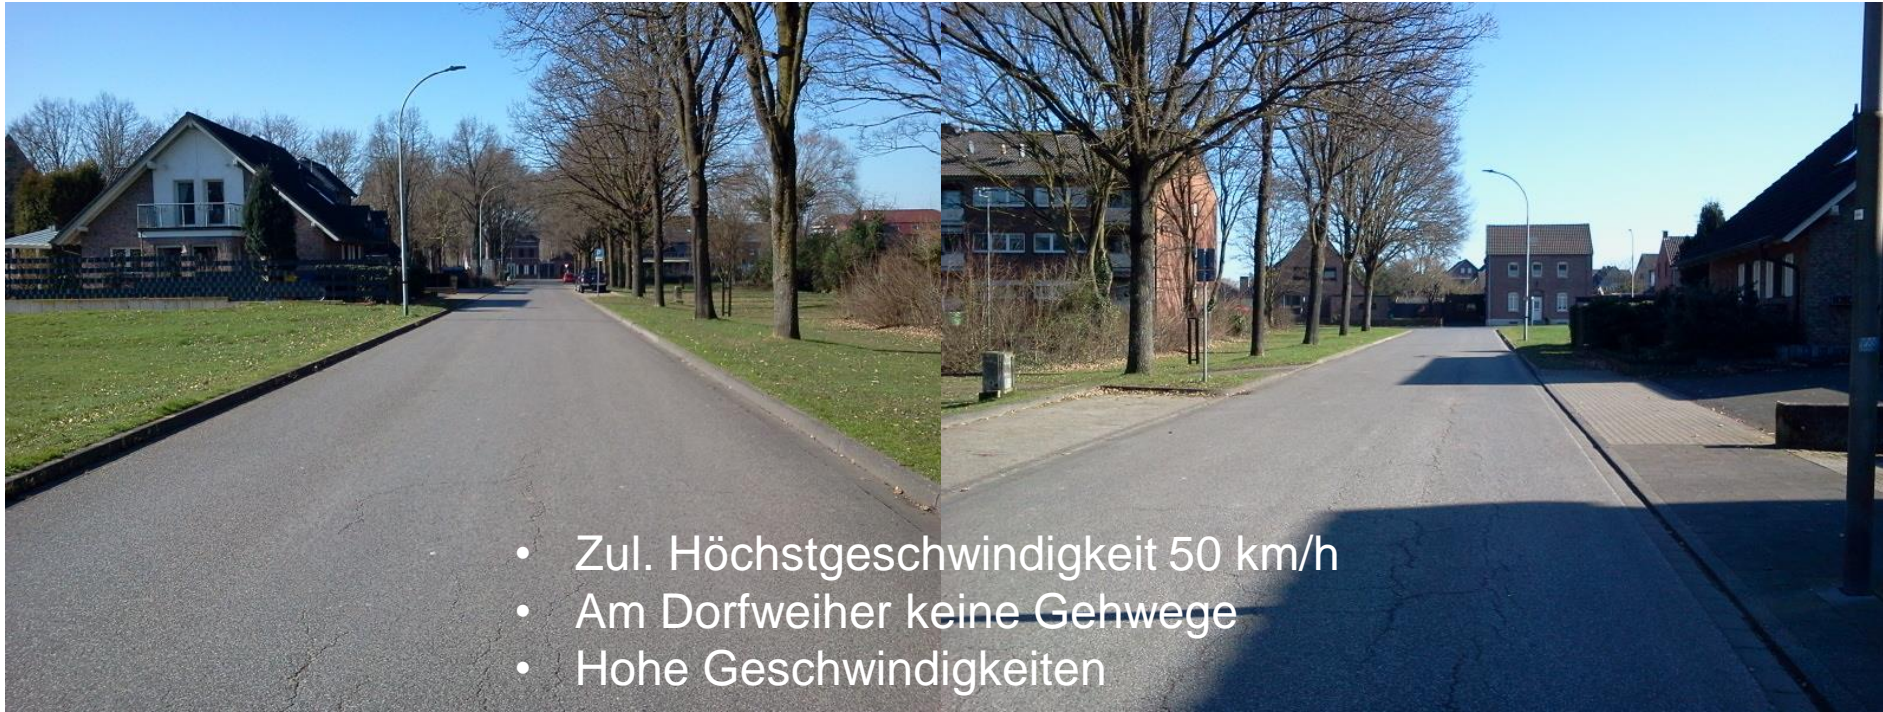 • Zul. Höchstgeschwindigkeit 50 km/h
• Am Dorfweiher keine Gehwege
• Hohe Geschwindigkeiten